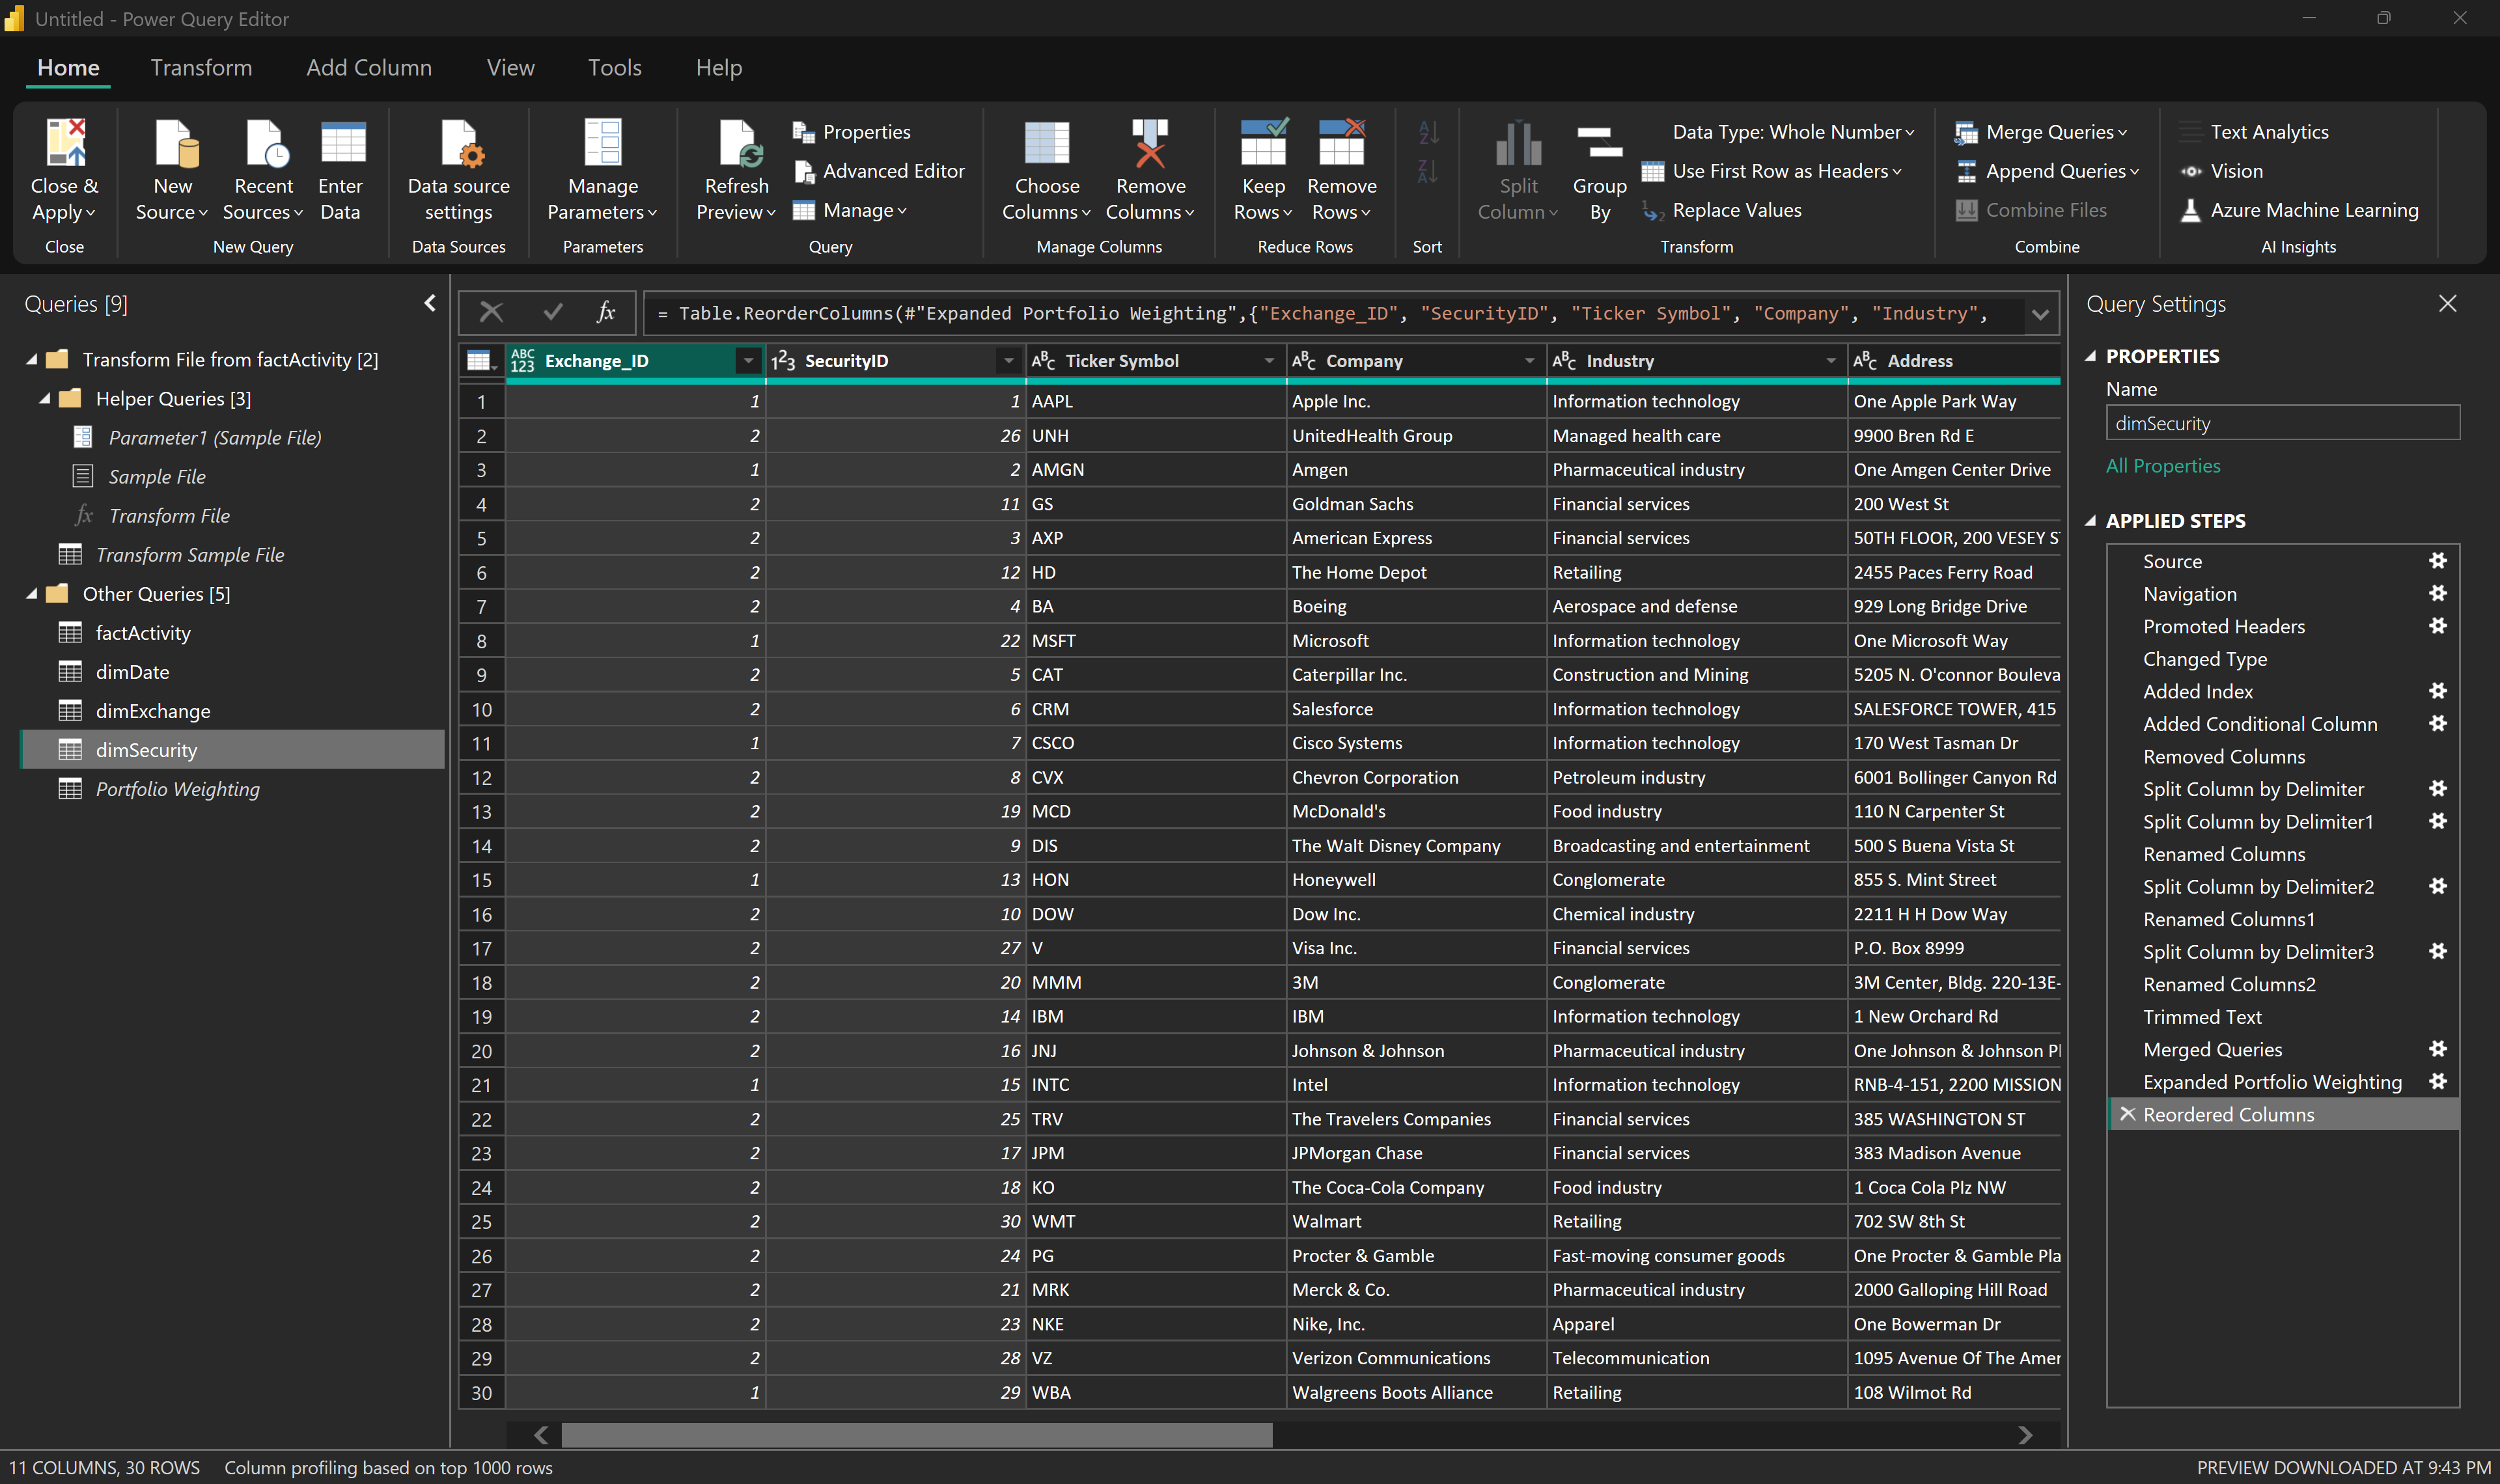 Untitled - Power Query Editor
Home Transform Add Column View Tools Help
Close & Apply
New Source
Recent Sources
Enter Data
Data source settings
Manage Parameters
Refresh Preview
Properties
Advanced Editor
Manage
Choose Columns
Remove Columns
Keep Rows
Remove Rows
Split Column
Group By
Data Type: Whole Number
Use First Row as Headers
Replace Values
Merge Queries
Append Queries
Combine Files
Text Analytics
Vision
Azure Machine Learning
Close New Query Data Sources Parameters Query Manage Columns Reduce Rows Sort Transform Combine AI Insights
Queries [9]
Transform File from factActivity [2]
Helper Queries [3]
Parameter1 (Sample File)
Sample File
fx Transform File
Transform Sample File
Other Queries [5]
factActivity
dimDate
dimExchange
dimSecurity
Portfolio Weighting
fx = Table.ReorderColumns(#"Expanded Portfolio Weighting",{"Exchange_ID", "SecurityID", "Ticker Symbol", "Company", "Industry",
ABC 123 Exchange_ID 123 SecurityID ABC Ticker Symbol ABC Company ABC Industry ABC Address
1 1 1 AAPL Apple Inc. Information technology One Apple Park Way
2 2 26 UNH UnitedHealth Group Managed health care 9900 Bren Rd E
3 1 2 AMGN Amgen Pharmaceutical industry One Amgen Center Drive
4 2 11 GS Goldman Sachs Financial services 200 West St
5 2 3 AXP American Express Financial services 50TH FLOOR, 200 VESEY
6 2 12 HD The Home Depot Retailing 2455 Paces Ferry Road
7 2 4 BA Boeing Aerospace and defense 929 Long Bridge Drive
8 1 22 MSFT Microsoft Information technology One Microsoft Way
9 2 5 CAT Caterpillar Inc. Construction and Mining 5205 N. O'connor Bouleva
10 2 6 CRM Salesforce Information technology SALESFORCE TOWER, 415
11 1 7 CSCO Cisco Systems Information technology 170 West Tasman Dr
12 2 8 CVX Chevron Corporation Petroleum industry 6001 Bollinger Canyon Rd
13 2 19 MCD McDonald's Food industry 110 N Carpenter St
14 2 9 DIS The Walt Disney Company Broadcasting and entertainment 500 S Buena Vista St
15 1 13 HON Honeywell Conglomerate 855 S. Mint Street
16 2 10 DOW Dow Inc. Chemical industry 2211 H H Dow Way
17 2 27 V Visa Inc. Financial services P.O. Box 8999
18 2 20 MMM 3M Conglomerate 3M Center, Bldg. 220-13E-
19 2 14 IBM IBM Information technology 1 New Orchard Rd
20 2 16 JNJ Johnson & Johnson Pharmaceutical industry One Johnson & Johnson Pl
21 1 15 INTC Intel Information technology RNB-4-151, 2200 MISSION
22 2 25 TRV The Travelers Companies Financial services 385 WASHINGTON ST
23 2 17 JPM JPMorgan Chase Financial services 383 Madison Avenue
24 2 18 KO The Coca-Cola Company Food industry 1 Coca Cola Plz NW
25 2 30 WMT Walmart Retailing 702 SW 8th St
26 2 24 PG Procter & Gamble Fast-moving consumer goods One Procter & Gamble Pla
27 2 21 MRK Merck & Co. Pharmaceutical industry 2000 Galloping Hill Road
28 2 23 NKE Nike, Inc. Apparel One Bowerman Dr
29 2 28 VZ Verizon Communications Telecommunication 1095 Avenue Of The Amer
30 1 29 WBA Walgreens Boots Alliance Retailing 108 Wilmot Rd
Query Settings
PROPERTIES
Name
dimSecurity
All Properties
APPLIED STEPS
Source
Navigation
Promoted Headers
Changed Type
Added Index
Added Conditional Column
Removed Columns
Split Column by Delimiter
Split Column by Delimiter1
Renamed Columns
Split Column by Delimiter2
Renamed Columns1
Split Column by Delimiter3
Renamed Columns2
Trimmed Text
Merged Queries
Expanded Portfolio Weighting
Reordered Columns
11 COLUMNS, 30 ROWS Column profiling based on top 1000 rows PREVIEW DOWNLOADED AT 9:43 PM